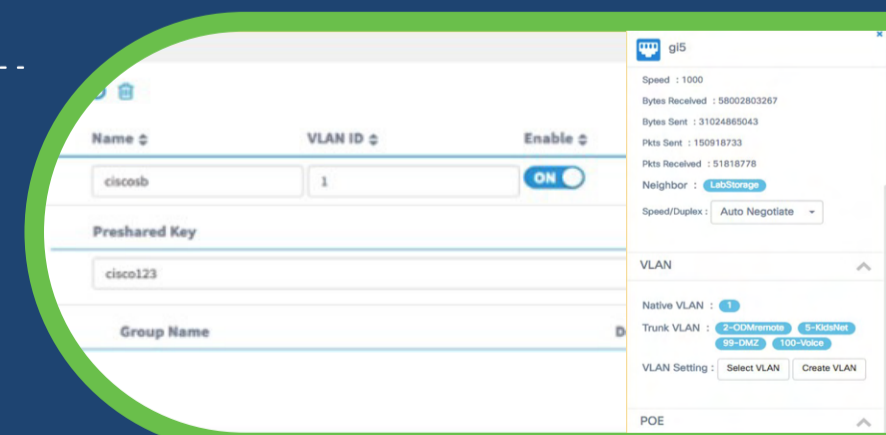 Name
VLAN ID
Enable
ciscosb
1
ON
Preshared Key
cisco123
Group Name
D
gi5
Speed : 1000
Bytes Received : 58002803267
Bytes Sent : 31024865043
Pkts Sent : 150918733
Pkts Received : 51818778
Neighbor : LabStorage
Speed/Duplex : Auto Negotiate
VLAN
Native VLAN : 1
Trunk VLAN : 2-ODMremote 5-KidsNet
99-DMZ 100-Voice
VLAN Setting : Select VLAN Create VLAN
POE